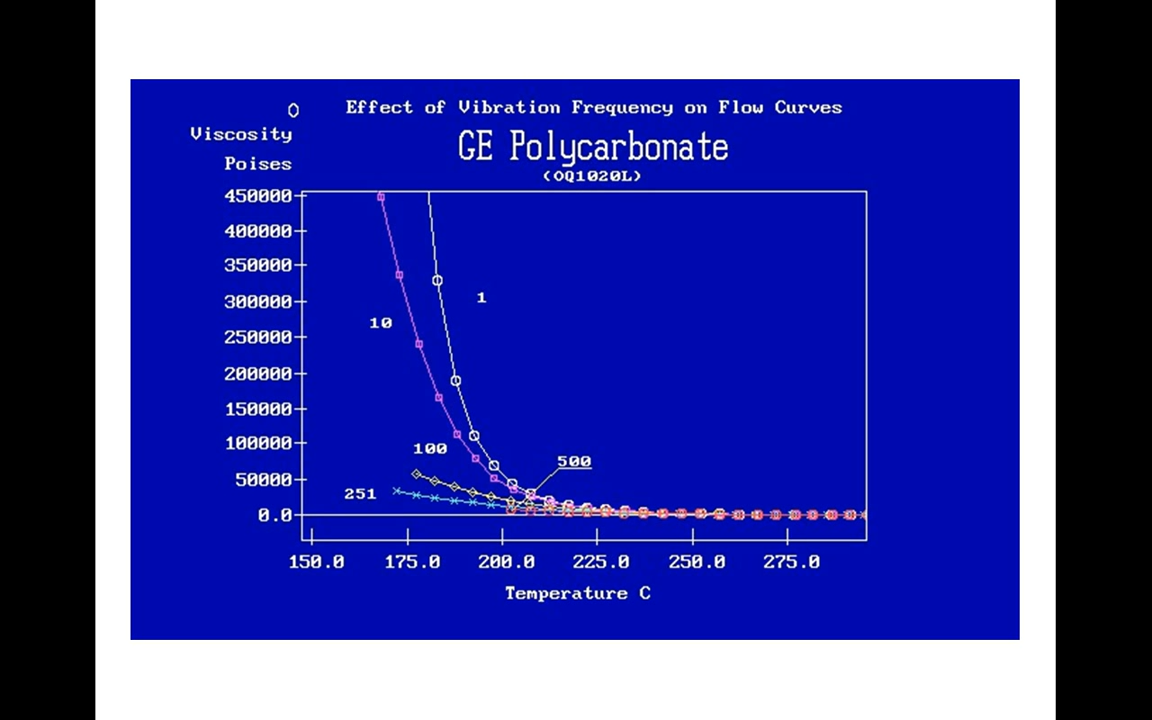 Effect of Vibration Frequency on Flow Curves
Viscosity
Poises
GE Polycarbonate
(OQ1020L)
450000
400000
350000
300000
250000
200000
150000
100000
50000
0.0
1
10
100
500
251
150.0 175.0 200.0 225.0 250.0 275.0
Temperature C